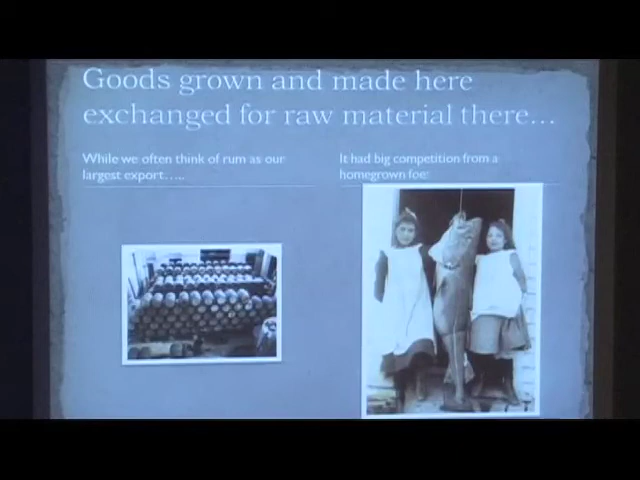 Goods grown and made here
exchanged for raw material there…
While we often think of rum as our
largest export…..
It had big competition from a
homegrown foe: